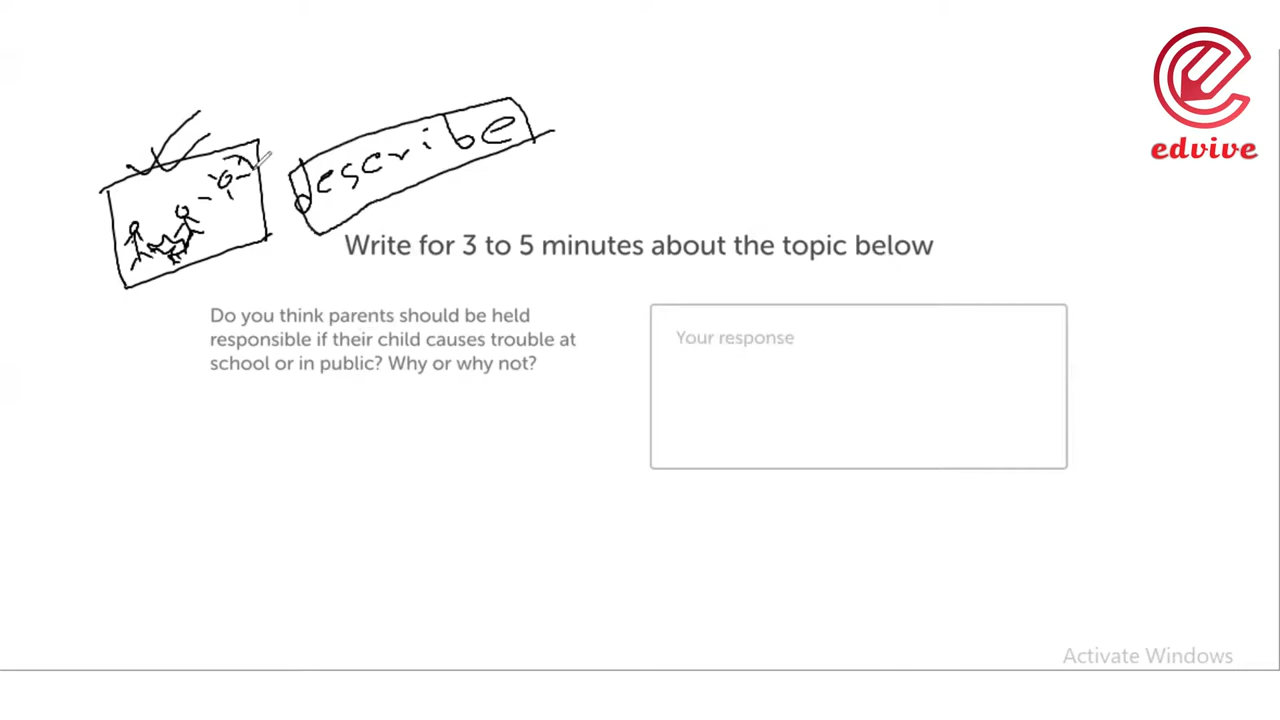 edvive
describe
Write for 3 to 5 minutes about the topic below
Do you think parents should be held
responsible if their child causes trouble at
school or in public? Why or why not?
Your response
Activate Windows